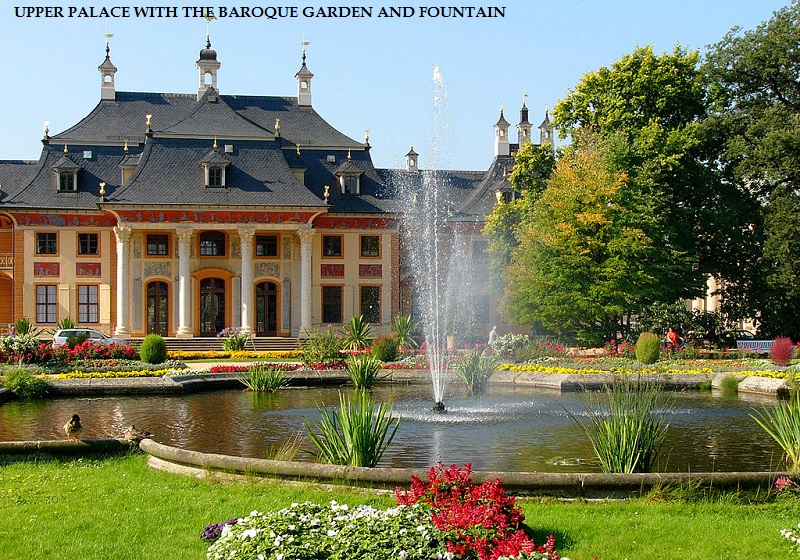 UPPER PALACE WITH THE BAROQUE GARDEN AND FOUNTAIN